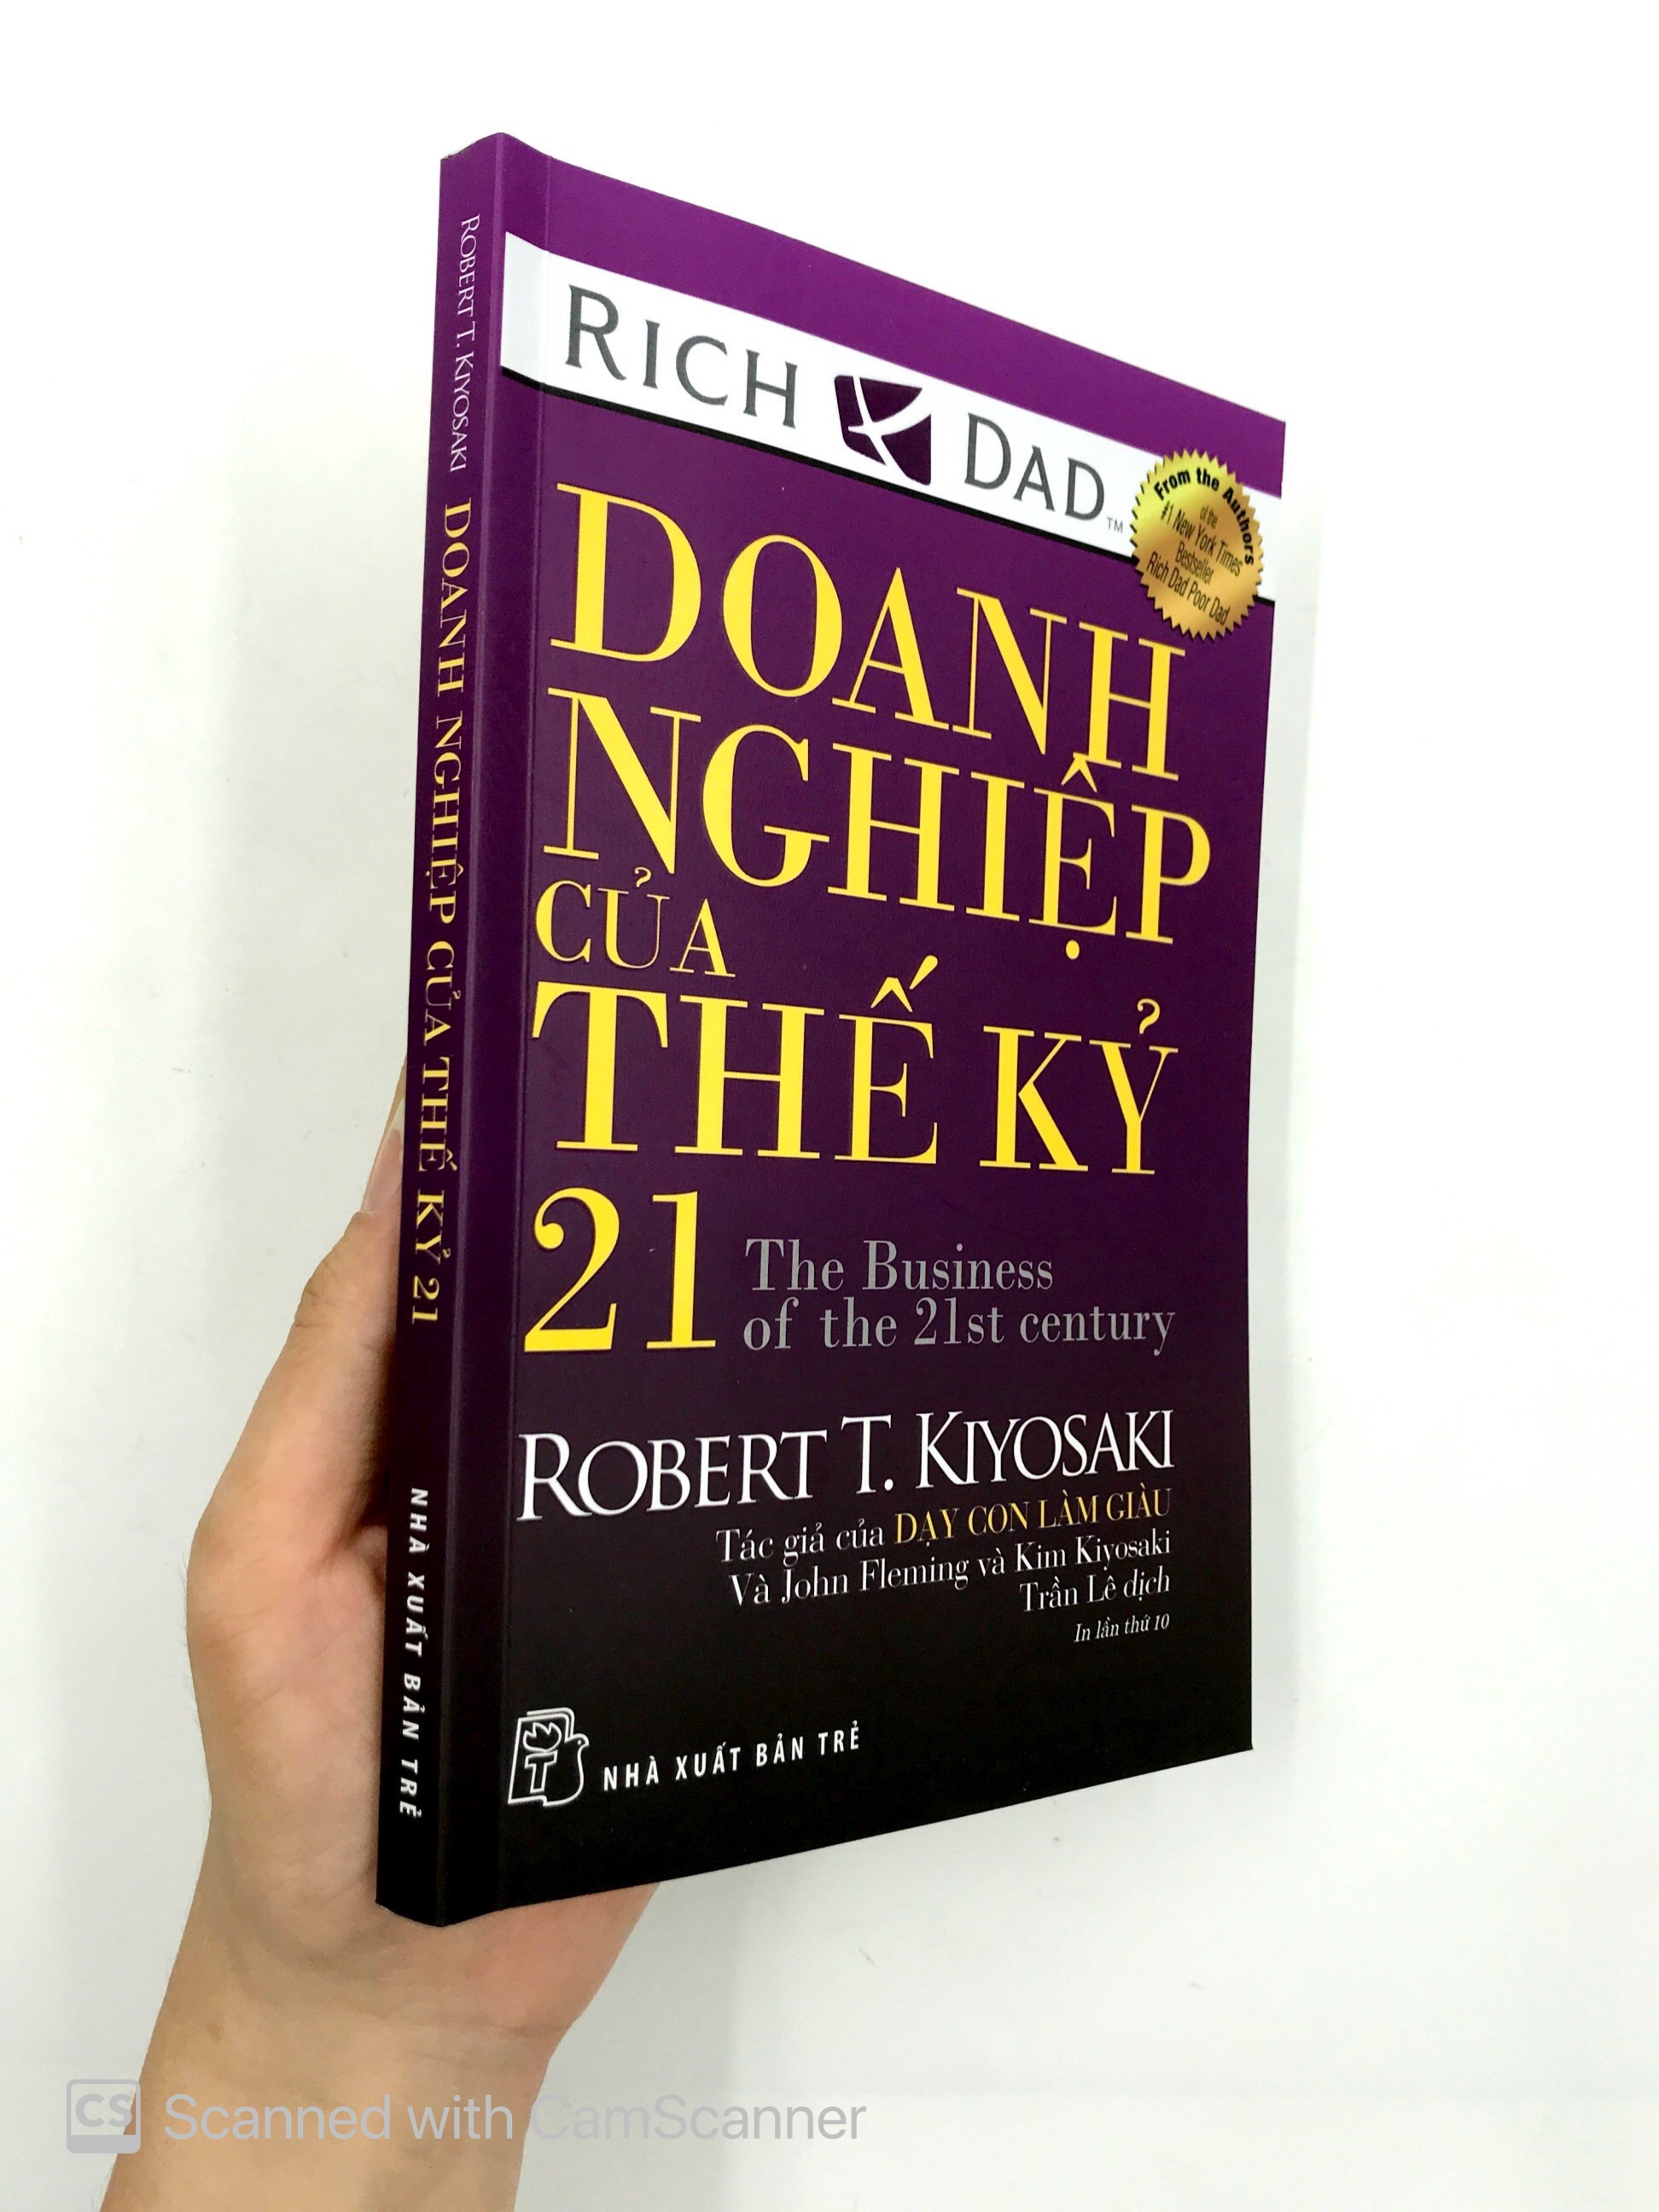 ROBERT T. KIYOSAKI DOANH NGHIỆP CỦA THẾ KỶ 21 NHÀ XUẤT BẢN TRẺ
RICH DAD™
From the Authors
of the
#1 New York Times
Bestseller
Rich Dad Poor Dad
DOANH
NGHIỆP
CỦA
THẾ KỶ
21
The Business
of the 21st century
ROBERT T. KIYOSAKI
Tác giả của DẠY CON LÀM GIÀU
Và John Fleming và Kim Kiyosaki
Trần Lê dịch
In lần thứ 10
T
NHÀ XUẤT BẢN TRẺ
CS Scanned with CamScanner